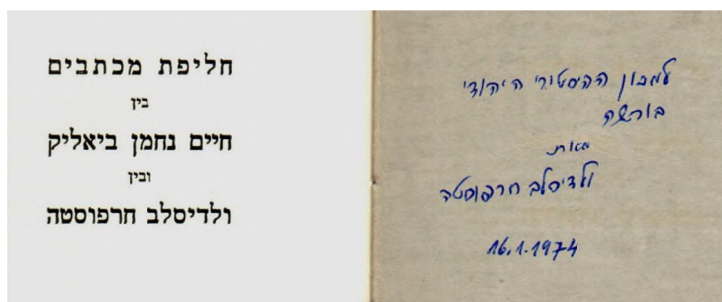 חליפת מכתבים
בין
חיים נחמן ביאליק
ובין
ולדיסלב חרפוסטה
למכון ההיסטורי היהודי
בורשה
מאת
ולדיסלב חרפוסטה
16.1.1974